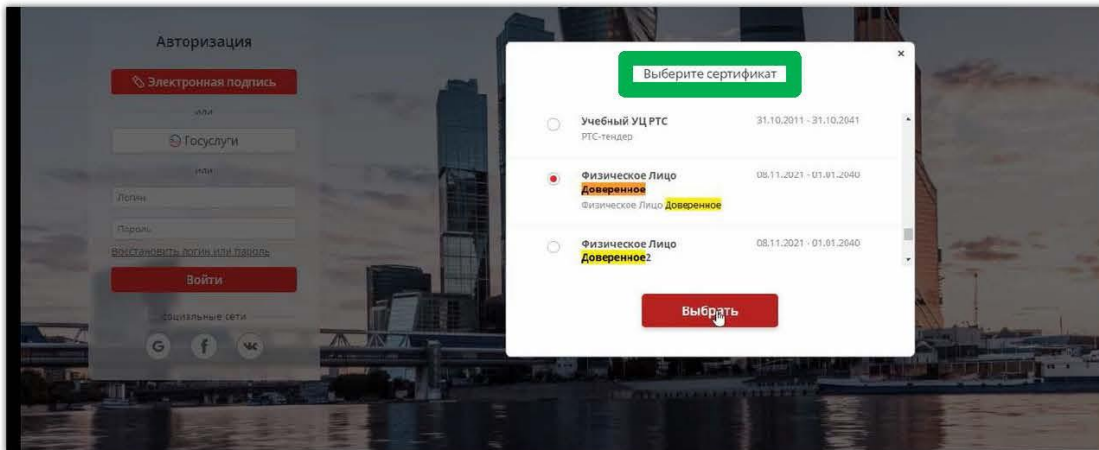 Авторизация
Электронная подпись
или
Госуслуги
или
Логин
Пароль
Восстановить логин или пароль
Войти
социальные сети
G f
Выберите сертификат
×
Учебный УЦ РТС
31.10.2011 - 31.10.2041
РТС-тендер
Физическое Лицо
08.11.2021 - 01.01.2040
Доверенное
Физическое Лицо Доверенное
Физическое Лицо
08.11.2021 - 01.01.2040
Доверенное2
Выбрать